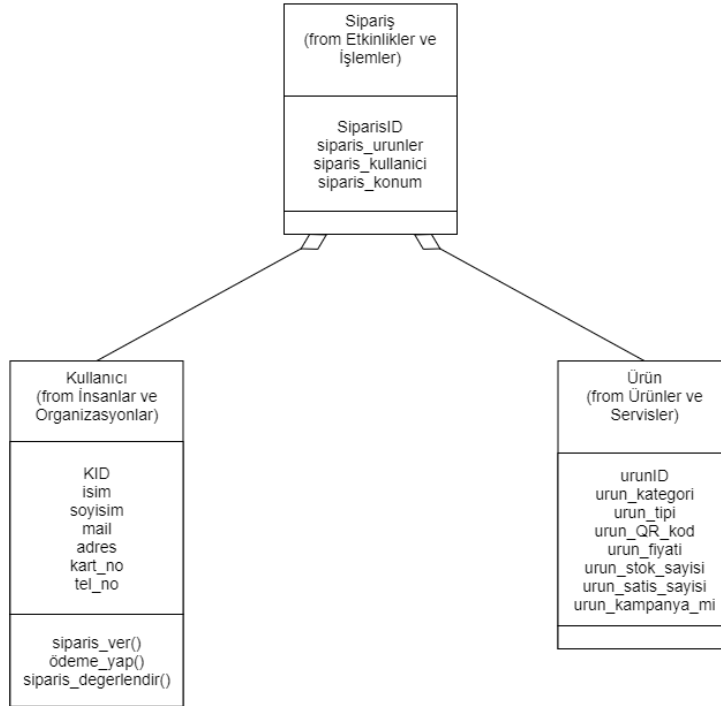 Sipariş
(from Etkinlikler ve
İşlemler)
SiparisID
siparis_urunler
siparis_kullanici
siparis_konum
Kullanıcı
(from İnsanlar ve
Organizasyonlar)
KID
isim
soyisim
mail
adres
kart_no
tel_no
siparis_ver()
ödeme_yap()
siparis_degerlendir()
Ürün
(from Ürünler ve
Servisler)
urunID
urun_kategori
urun_tipi
urun_QR_kod
urun_fiyati
urun_stok_sayisi
urun_satis_sayisi
urun_kampanya_mi